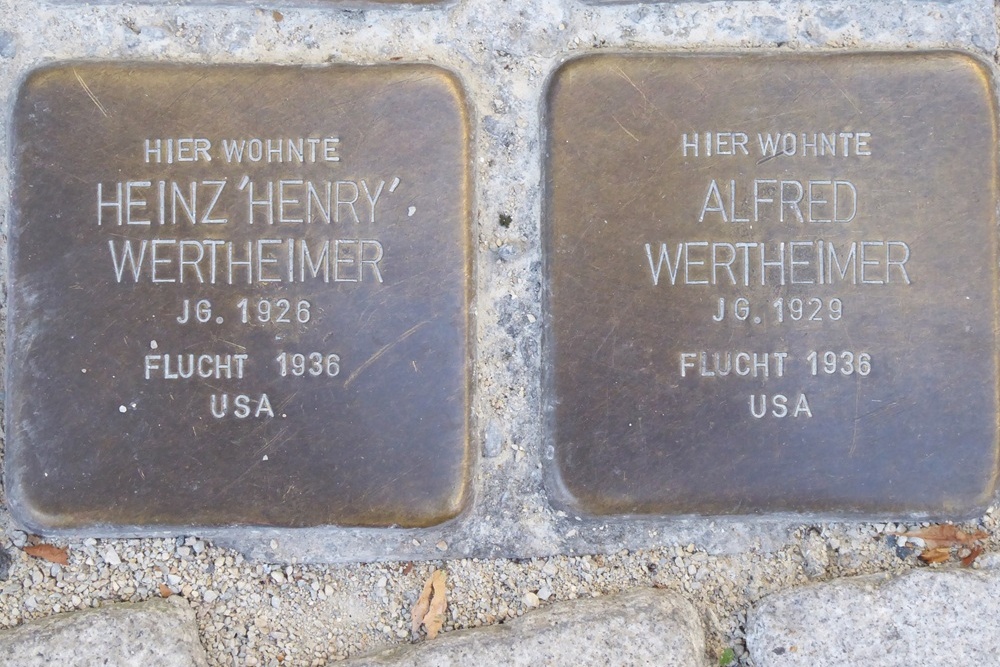 HIER WOHNTE
HEINZ 'HENRY'
WERTHEIMER
JG. 1926
FLUCHT 1936
USA
HIER WOHNTE
ALFRED
WERTHEIMER
JG. 1929
FLUCHT 1936
USA